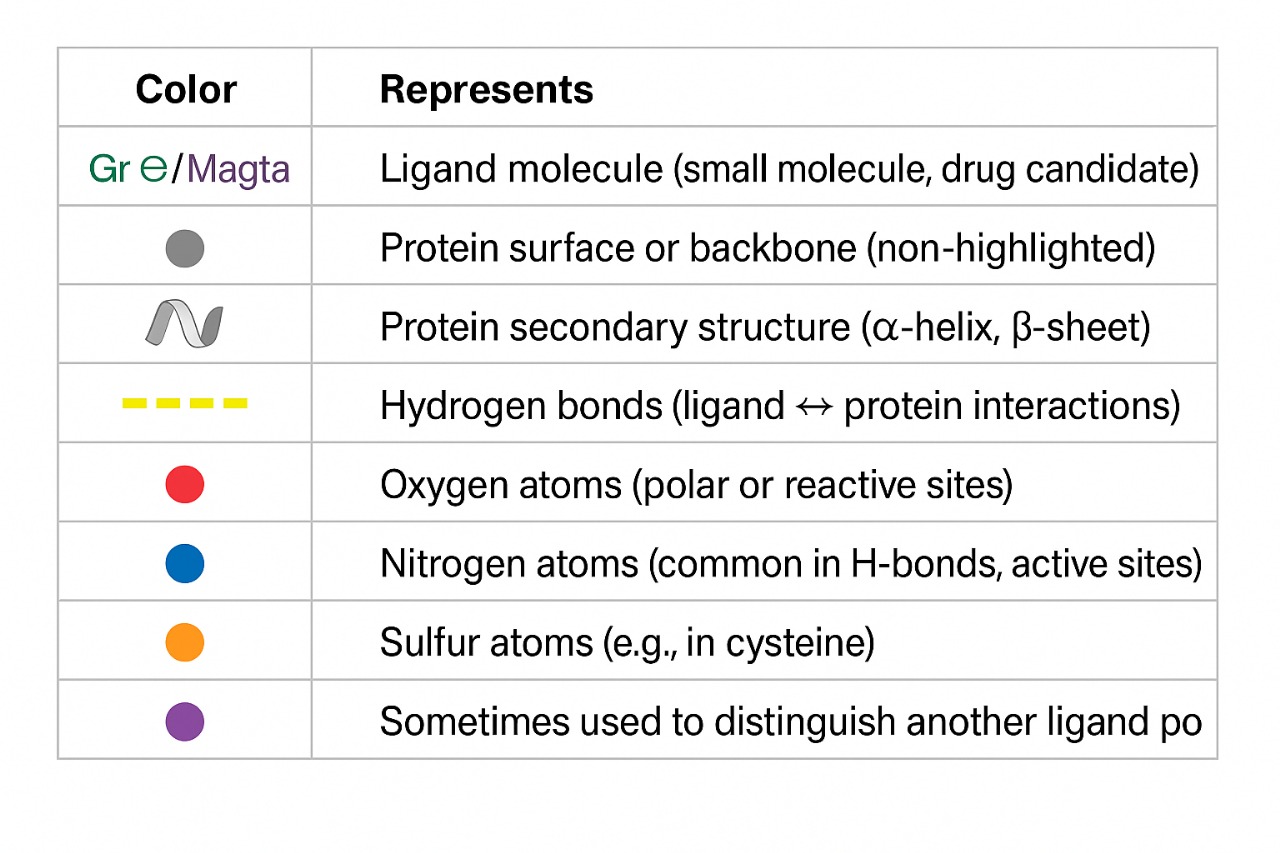 Color Represents
Gr e/Magta Ligand molecule (small molecule, drug candidate)
Protein surface or backbone (non-highlighted)
Protein secondary structure (α-helix, β-sheet)
Hydrogen bonds (ligand ↔ protein interactions)
Oxygen atoms (polar or reactive sites)
Nitrogen atoms (common in H-bonds, active sites)
Sulfur atoms (e.g., in cysteine)
Sometimes used to distinguish another ligand po